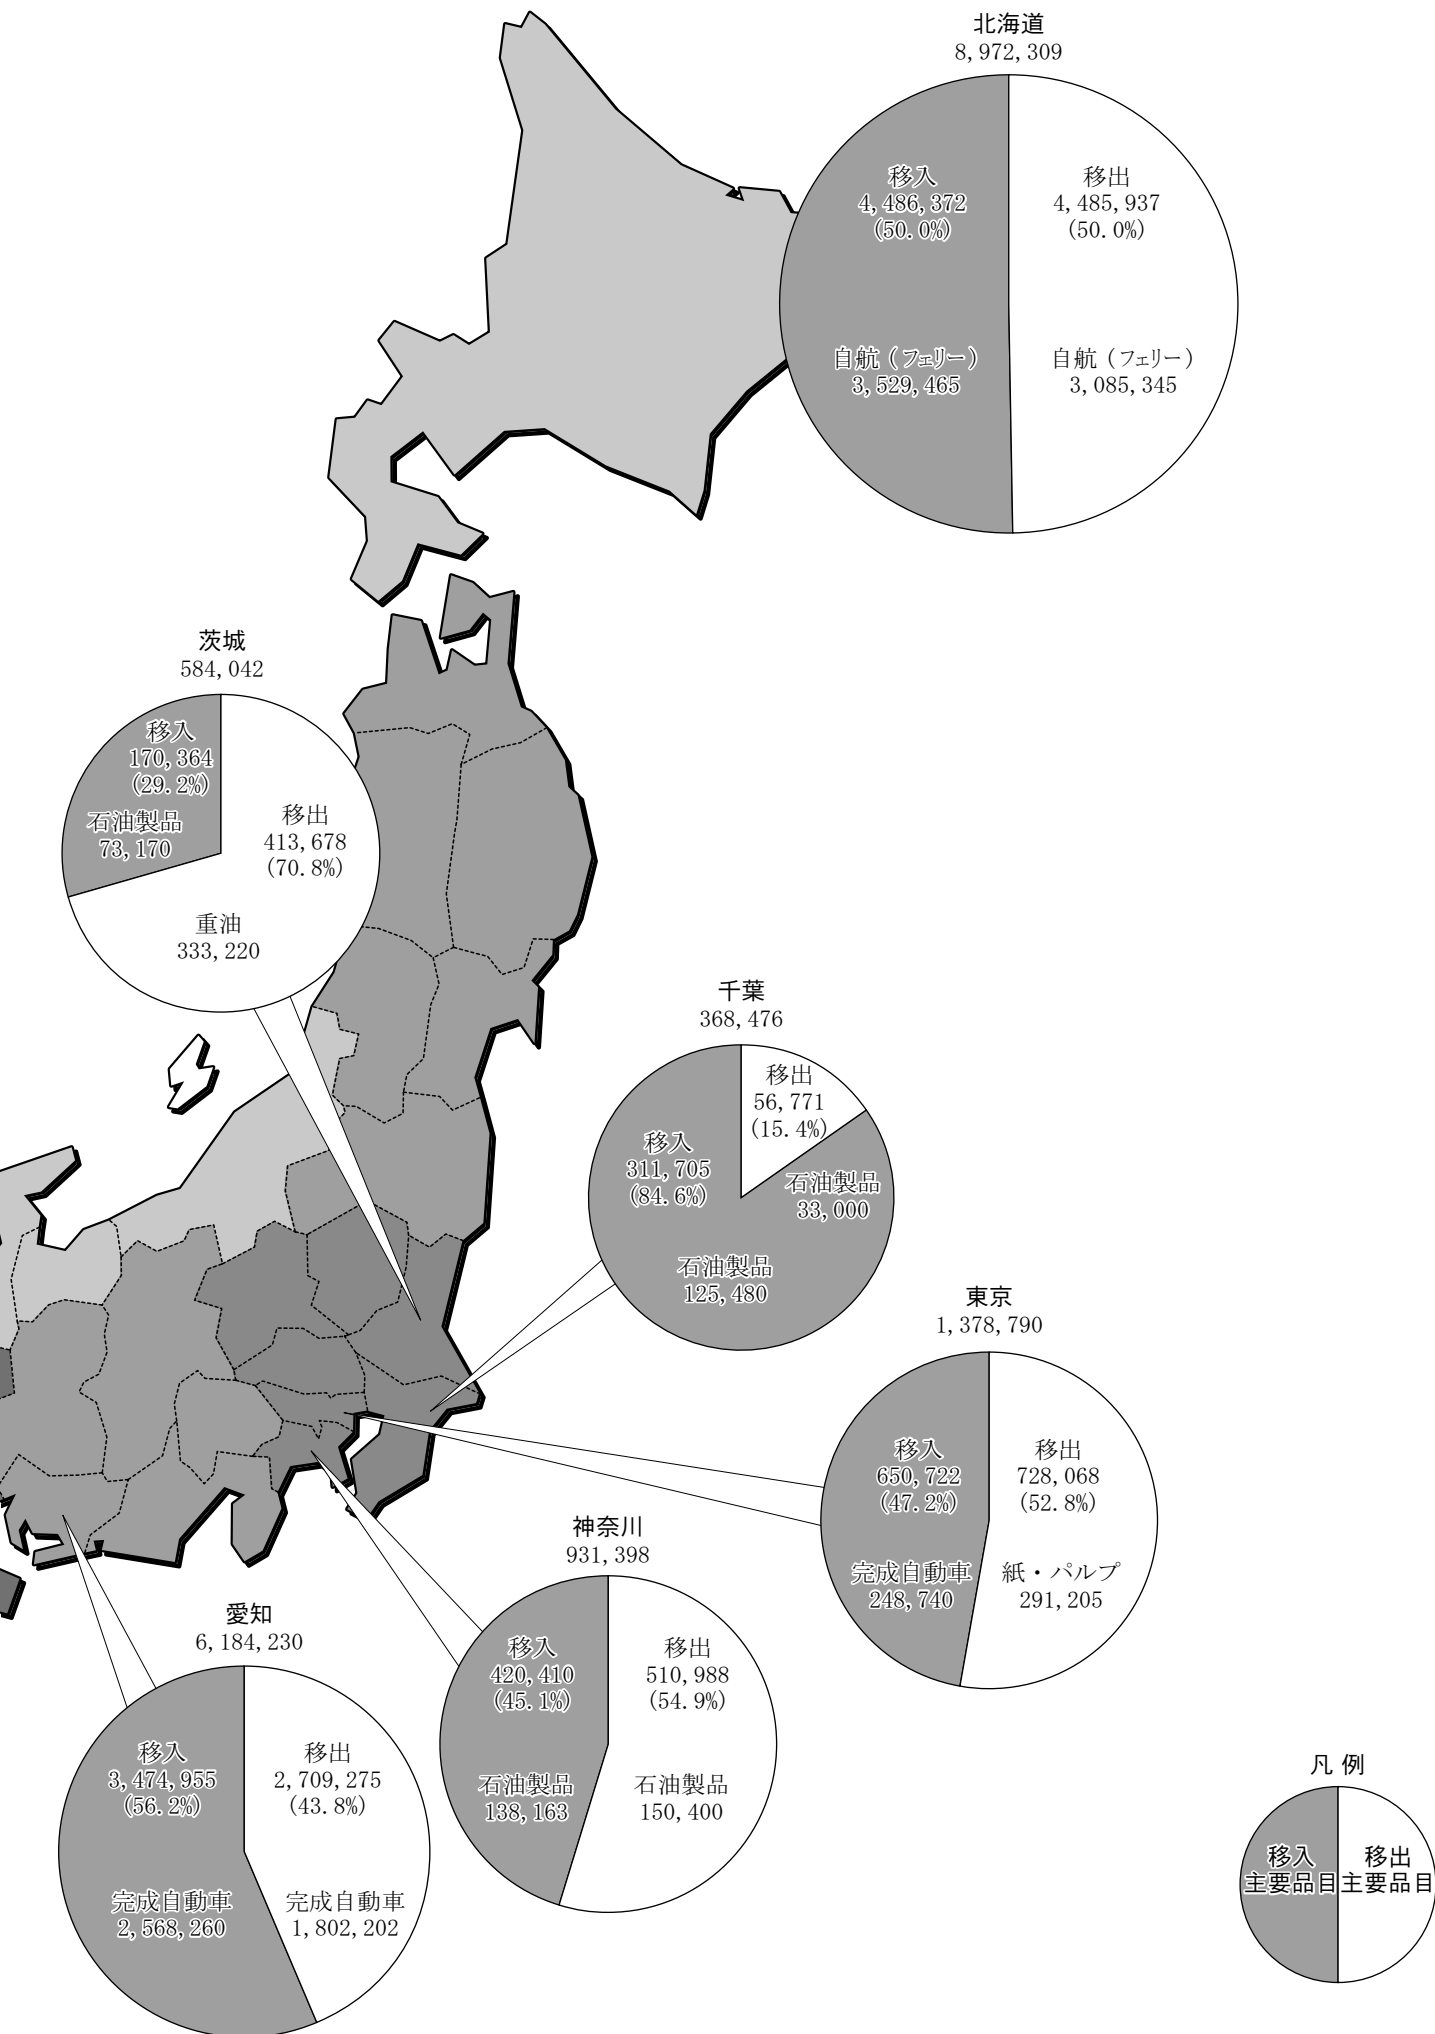 北海道
8,972,309
移入
4,486,372
(50.0%)
自航（フェリー）
3,529,465
移出
4,485,937
(50.0%)
自航（フェリー）
3,085,345
茨城
584,042
移入
170,364
(29.2%)
石油製品
73,170
移出
413,678
(70.8%)
重油
333,220
千葉
368,476
移出
56,771
(15.4%)
石油製品
33,000
移入
311,705
(84.6%)
石油製品
125,480
東京
1,378,790
移入
650,722
(47.2%)
完成自動車
248,740
移出
728,068
(52.8%)
紙・パルプ
291,205
神奈川
931,398
移入
420,410
(45.1%)
石油製品
138,163
移出
510,988
(54.9%)
石油製品
150,400
愛知
6,184,230
移入
3,474,955
(56.2%)
完成自動車
2,568,260
移出
2,709,275
(43.8%)
完成自動車
1,802,202
凡 例
移入
主要品目
移出
主要品目